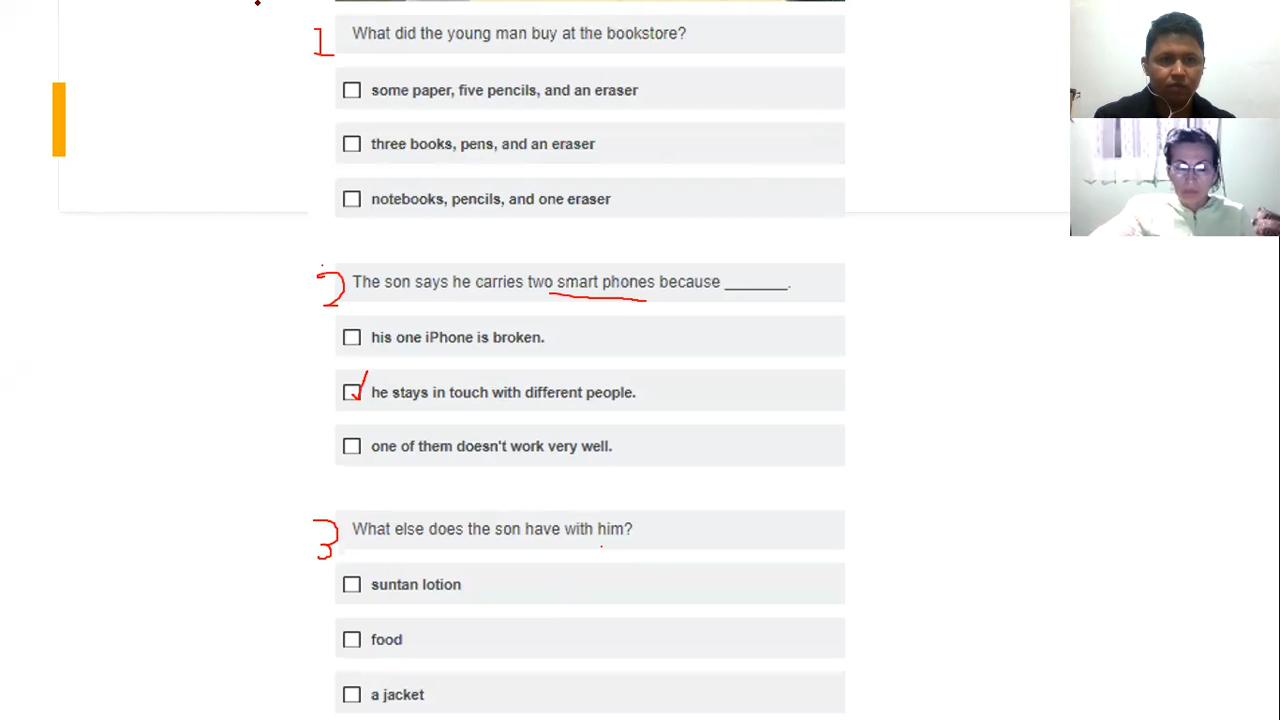 1 What did the young man buy at the bookstore?
some paper, five pencils, and an eraser
three books, pens, and an eraser
notebooks, pencils, and one eraser
2 The son says he carries two smart phones because _______.
his one iPhone is broken.
he stays in touch with different people.
one of them doesn't work very well.
3 What else does the son have with him?
suntan lotion
food
a jacket